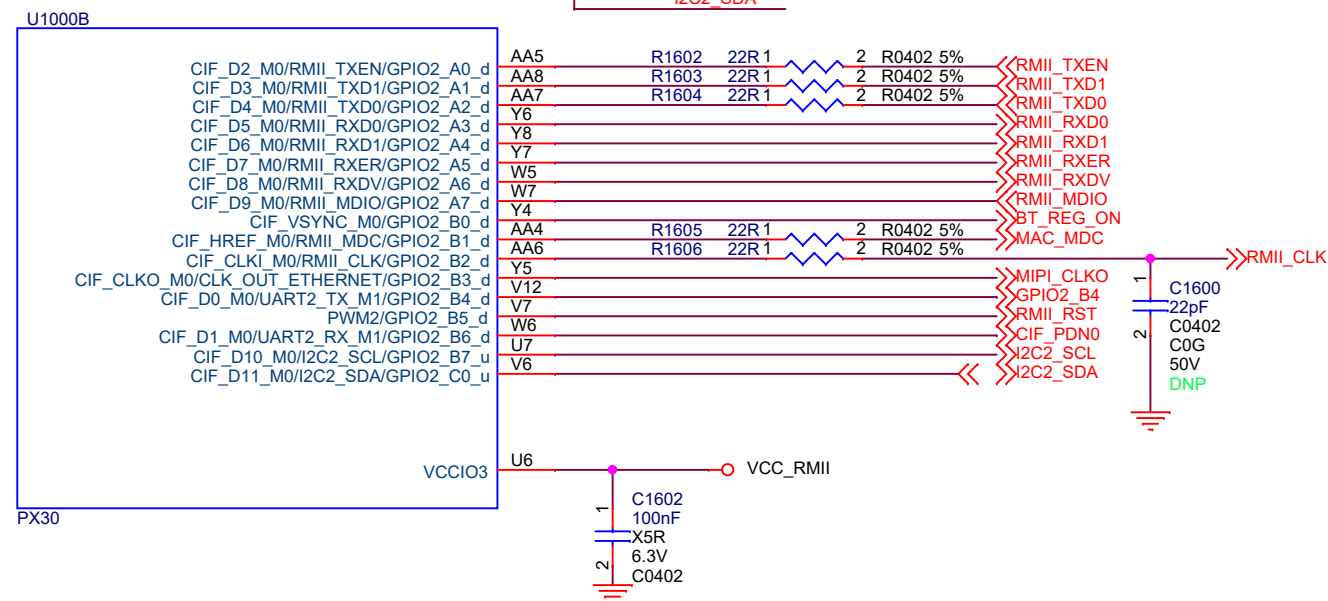 I2C2_SDA
U1000B
CIF_D2_M0/RMII_TXEN/GPIO2_A0_d AA5 R1602 22R 1 2 R0402 5% RMII_TXEN
CIF_D3_M0/RMII_TXD1/GPIO2_A1_d AA8 R1603 22R 1 2 R0402 5% RMII_TXD1
CIF_D4_M0/RMII_TXD0/GPIO2_A2_d AA7 R1604 22R 1 2 R0402 5% RMII_TXD0
CIF_D5_M0/RMII_RXD0/GPIO2_A3_d Y6 RMII_RXD0
CIF_D6_M0/RMII_RXD1/GPIO2_A4_d Y8 RMII_RXD1
CIF_D7_M0/RMII_RXER/GPIO2_A5_d Y7 RMII_RXER
CIF_D8_M0/RMII_RXDV/GPIO2_A6_d W5 RMII_RXDV
CIF_D9_M0/RMII_MDIO/GPIO2_A7_d W7 RMII_MDIO
CIF_VSYNC_M0/GPIO2_B0_d Y4 BT_REG_ON
CIF_HREF_M0/RMII_MDC/GPIO2_B1_d AA4 R1605 22R 1 2 R0402 5% MAC_MDC
CIF_CLKI_M0/RMII_CLK/GPIO2_B2_d AA6 R1606 22R 1 2 R0402 5% RMII_CLK
CIF_CLKO_M0/CLK_OUT_ETHERNET/GPIO2_B3_d Y5 MIPI_CLKO
CIF_D0_M0/UART2_TX_M1/GPIO2_B4_d V12 GPIO2_B4
PWM2/GPIO2_B5_d V7 RMII_RST
CIF_D1_M0/UART2_RX_M1/GPIO2_B6_d W6 CIF_PDN0
CIF_D10_M0/I2C2_SCL/GPIO2_B7_u U7 I2C2_SCL
CIF_D11_M0/I2C2_SDA/GPIO2_C0_u V6 I2C2_SDA
1
C1600
22pF
2
C0402
C0G
50V
DNP
VCCIO3 U6 VCC_RMII
1
C1602
100nF
X5R
6.3V
2
C0402
PX30